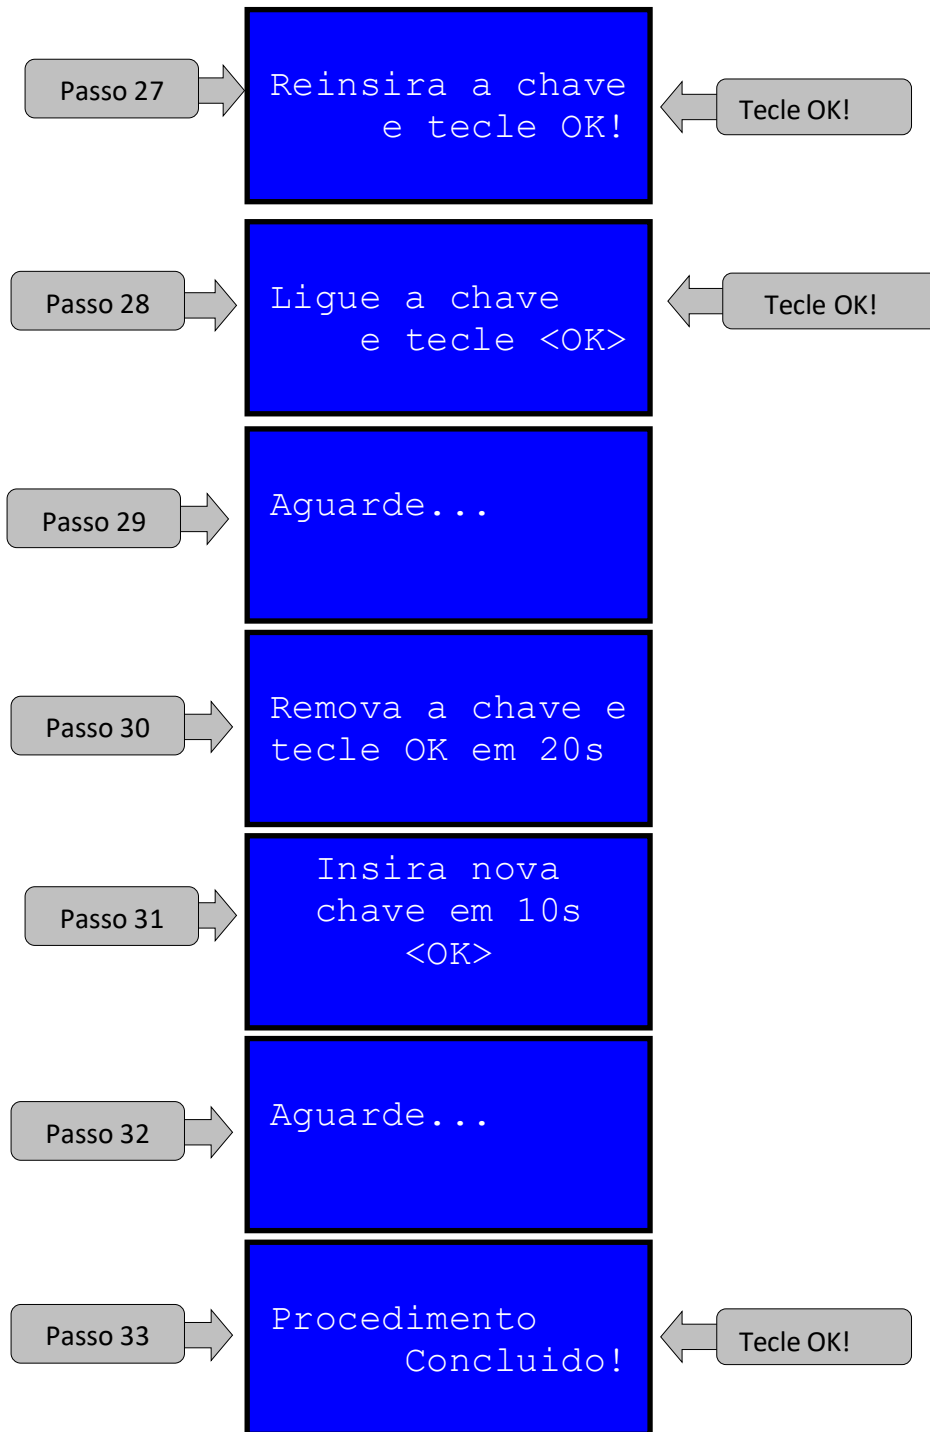 Passo 27
Reinsira a chave
e tecle OK!
Tecle OK!
Passo 28
Ligue a chave
e tecle <OK>
Tecle OK!
Passo 29
Aguarde...
Passo 30
Remova a chave e
tecle OK em 20s
Passo 31
Insira nova
chave em 10s
<OK>
Passo 32
Aguarde...
Passo 33
Procedimento
Concluido!
Tecle OK!